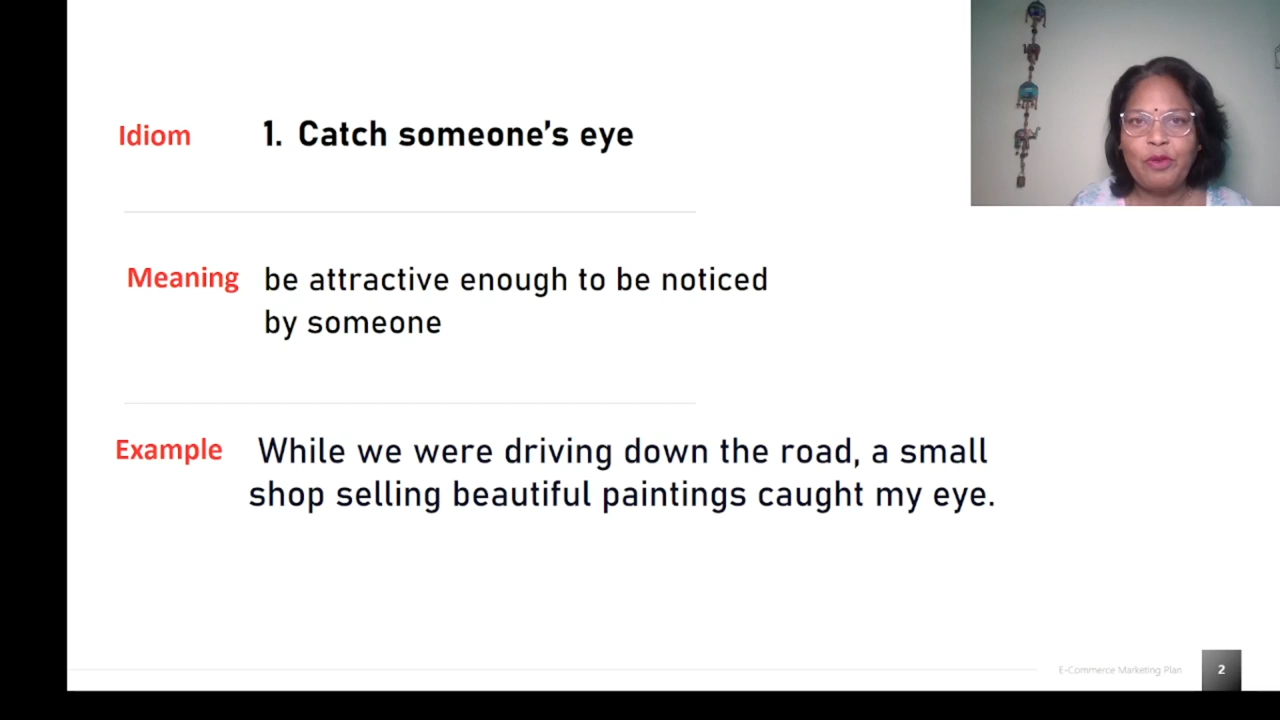 Idiom
1. Catch someone's eye
Meaning
be attractive enough to be noticed
by someone
Example
While we were driving down the road, a small
shop selling beautiful paintings caught my eye.
E-Commerce Marketing Plan
2